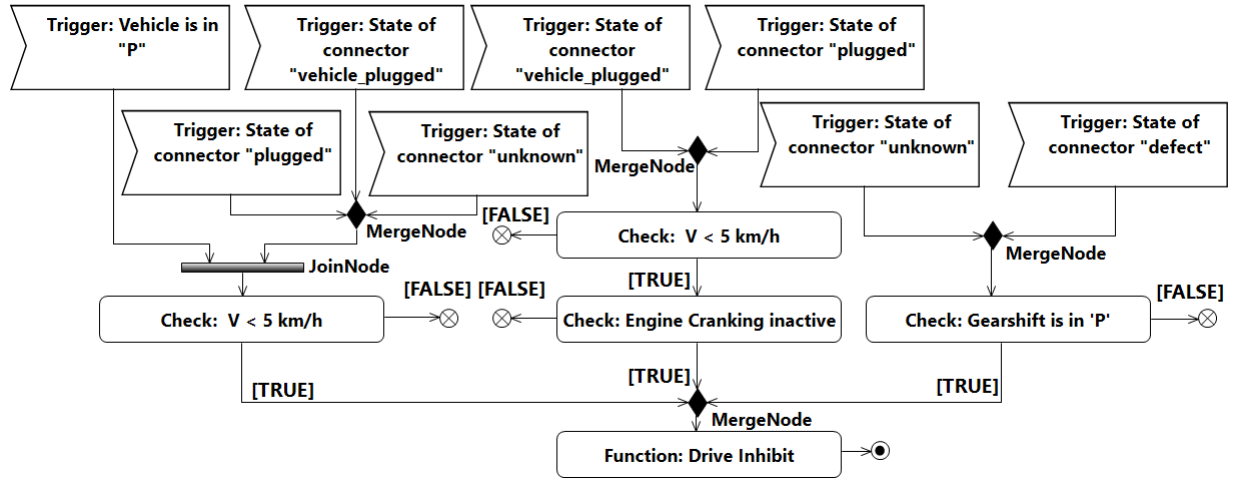 Trigger: Vehicle is in
"P"
Trigger: State of
connector
"vehicle_plugged"
Trigger: State of
connector
"vehicle_plugged"
Trigger: State of
connector "plugged"
Trigger: State of
connector "plugged"
Trigger: State of
connector "unknown"
Trigger: State of
connector "unknown"
Trigger: State of
connector "defect"
MergeNode
MergeNode
MergeNode
JoinNode
[FALSE]
Check:  V < 5 km/h
[TRUE]
[FALSE]
[FALSE]
[FALSE]
Check:  V < 5 km/h
Check: Engine Cranking inactive
Check: Gearshift is in 'P'
[TRUE]
[TRUE]
[TRUE]
MergeNode
Function: Drive Inhibit